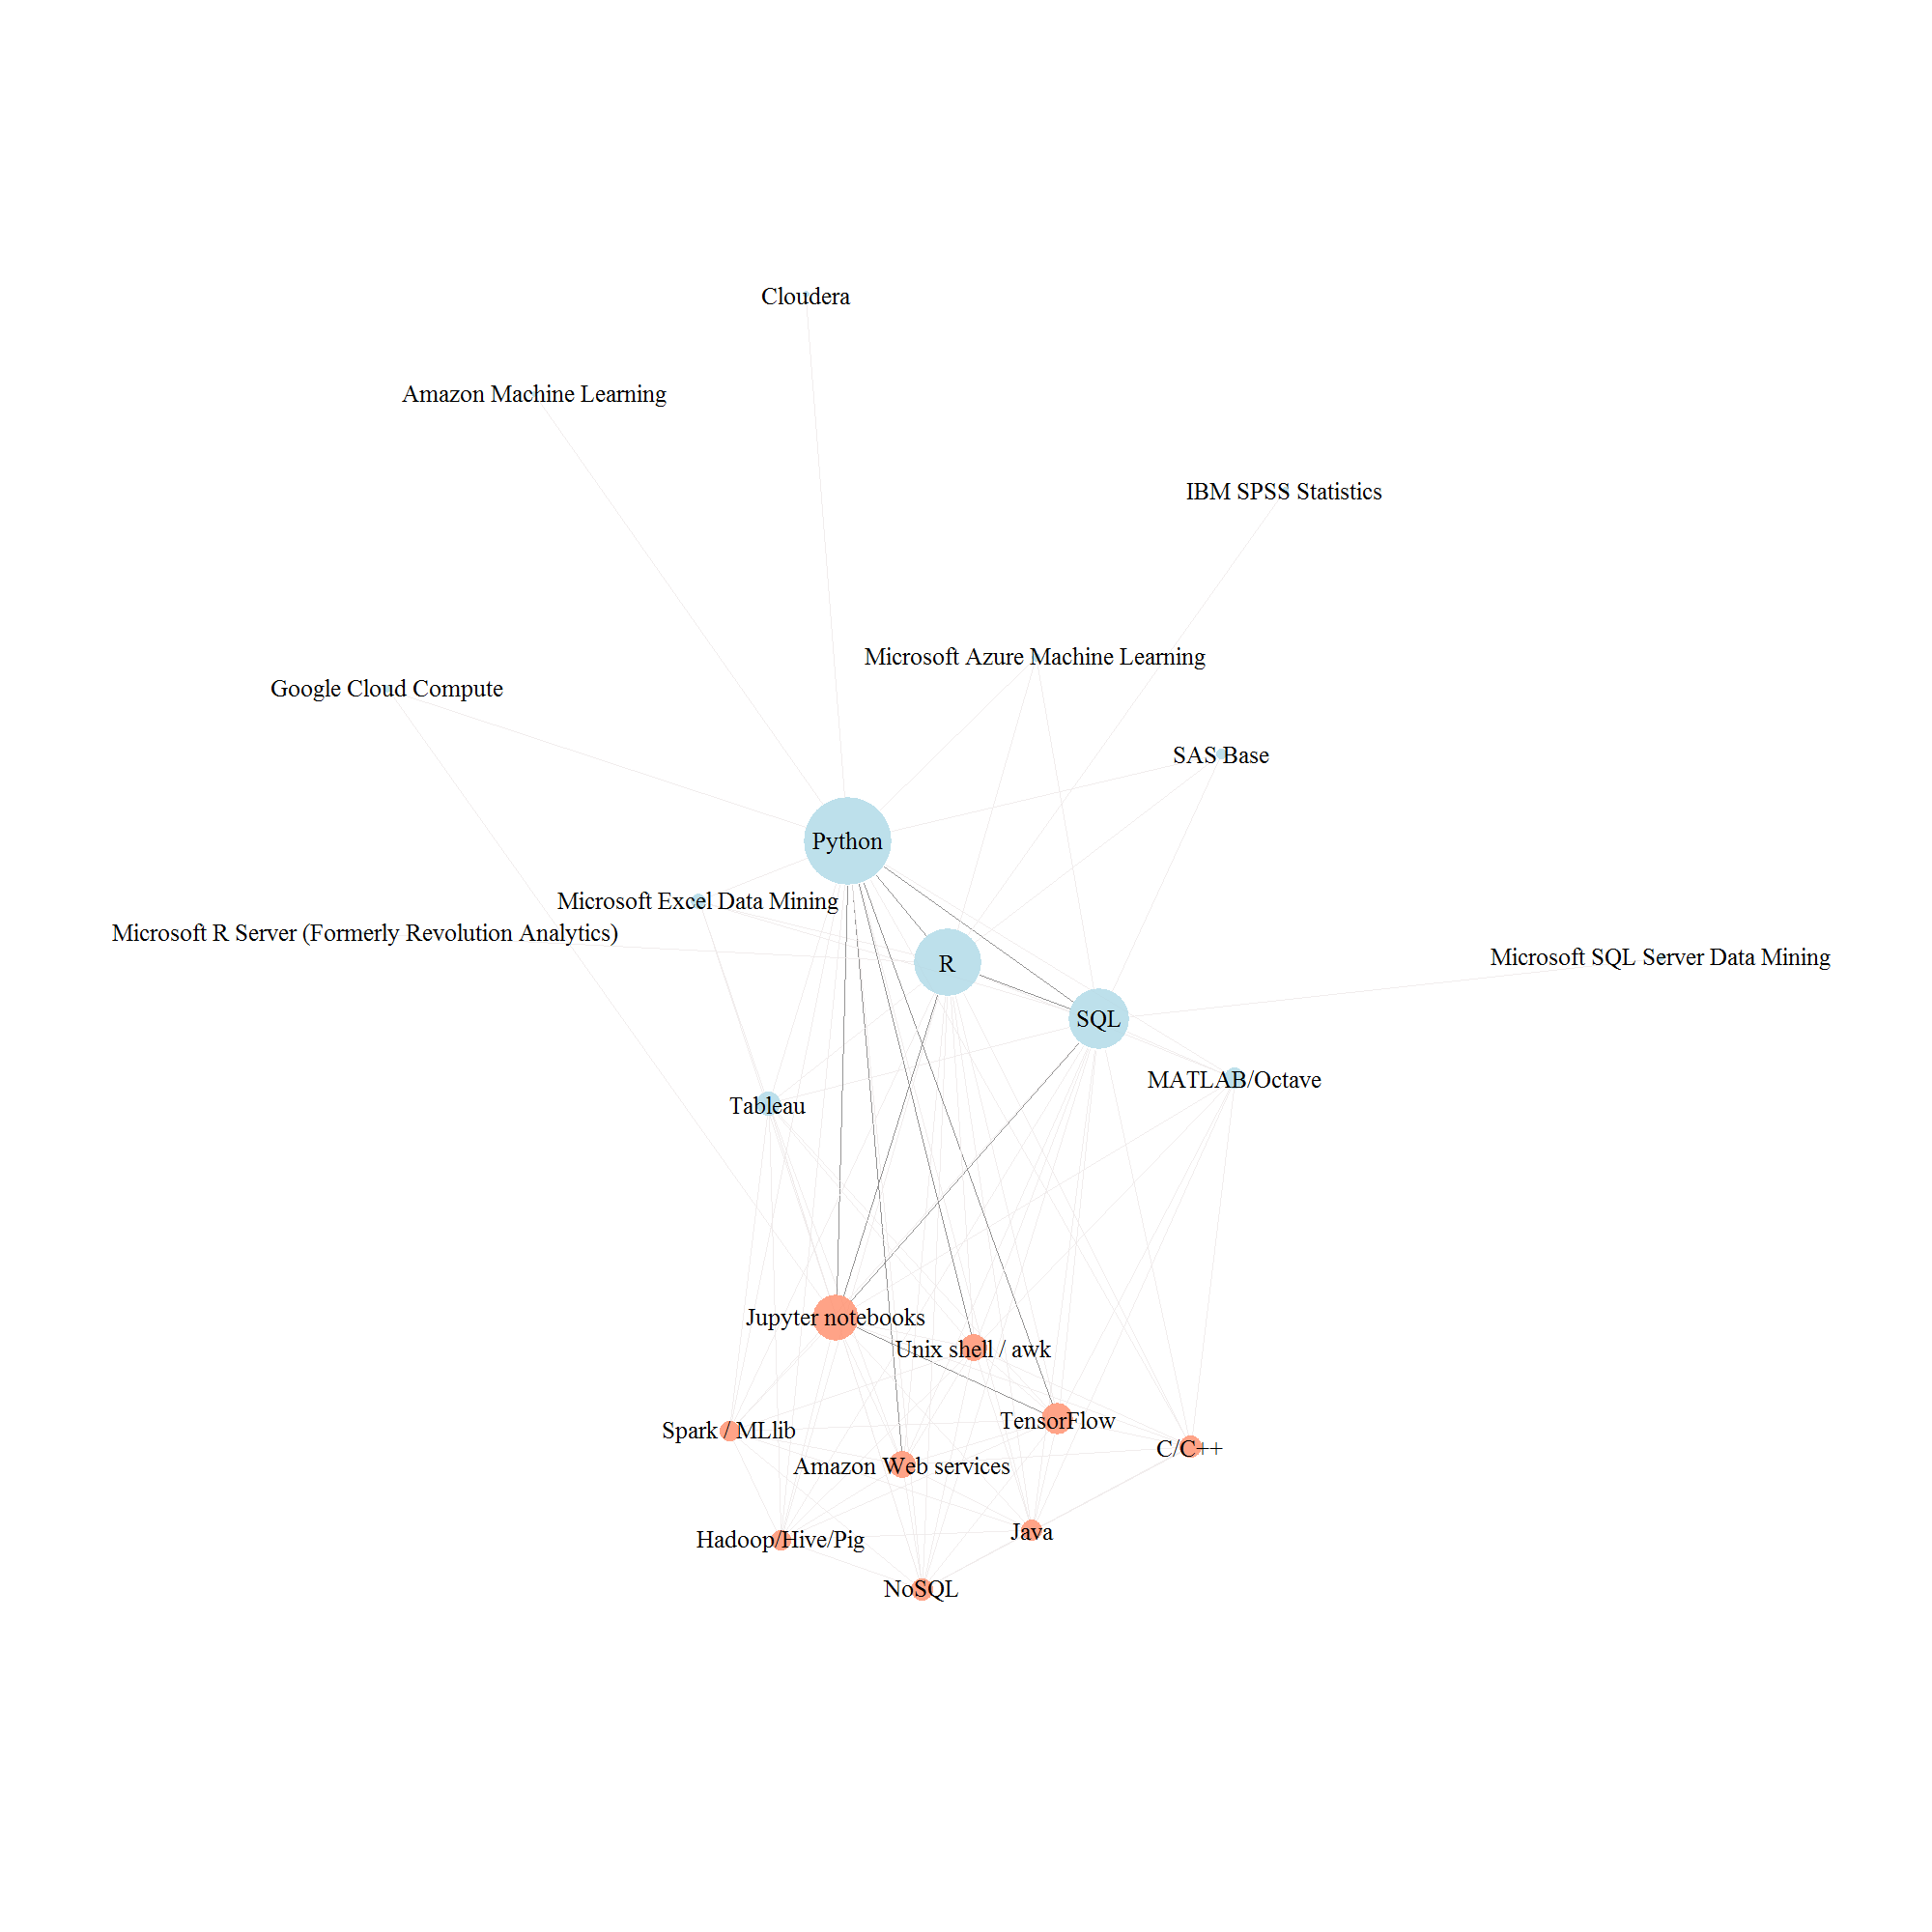 Cloudera
Amazon Machine Learning
IBM SPSS Statistics
Microsoft Azure Machine Learning
Google Cloud Compute
SAS Base
Python
Microsoft Excel Data Mining
Microsoft R Server (Formerly Revolution Analytics)
Microsoft SQL Server Data Mining
R
SQL
MATLAB/Octave
Tableau
Jupyter notebooks
Unix shell / awk
TensorFlow
Spark / MLlib
C/C++
Amazon Web services
Java
Hadoop/Hive/Pig
NoSQL